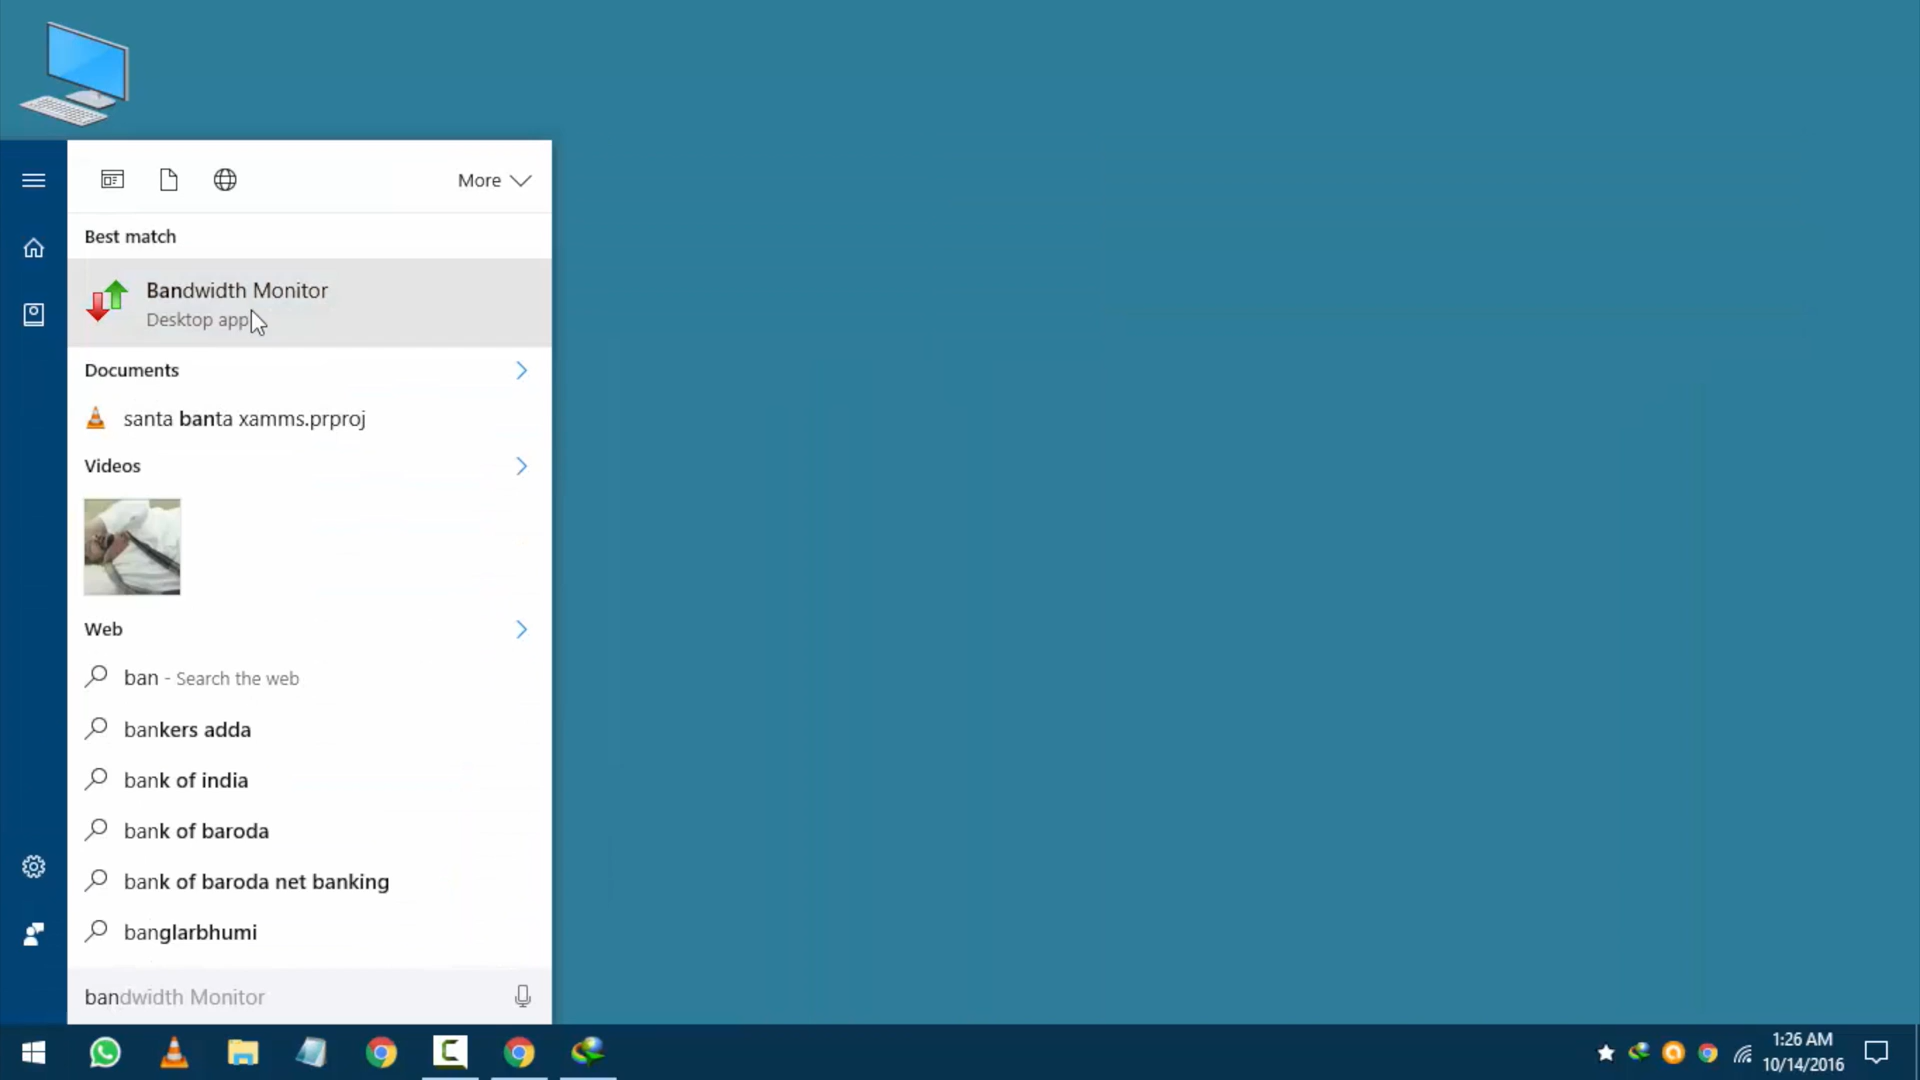 More
Best match
Bandwidth Monitor
Desktop app
Documents
santa banta xamms.prproj
Videos
Web
ban - Search the web
bankers adda
bank of india
bank of baroda
bank of baroda net banking
banglarbhumi
bandwidth Monitor
1:26 AM
10/14/2016